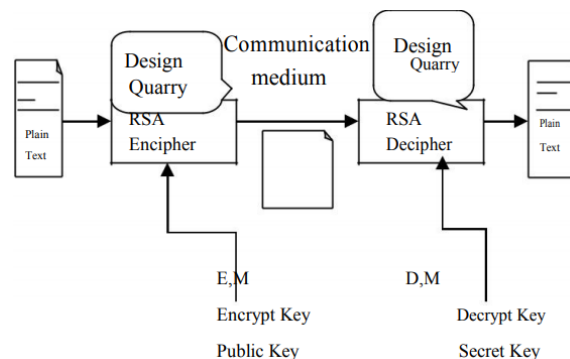 Design
Quarry
Communication
medium
Design
Quarry
Plain
Text
RSA
Encipher
RSA
Decipher
Plain
Text
E,M
D,M
Encrypt Key
Decrypt Key
Public Key
Secret Key